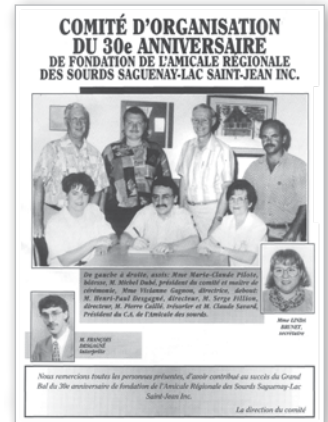 COMITÉ D'ORGANISATION
DU 30e ANNIVERSAIRE
DE FONDATION DE L'AMICALE RÉGIONALE
DES SOURDS SAGUENAY-LAC SAINT-JEAN INC.
De gauche à droite, assis: Mme Marie-Claude Pilote,
hôtesse, M. Michel Dubé, président du comité et maître de
cérémonie, Mme Vivianne Gagnon, directrice, debout:
M. Henri-Paul Desgagné, directeur, M. Serge Fillion,
directeur, M. Pierre Caillé, trésorier et M. Claude Savard,
Président du C.A. de l'Amicale des sourds.
Mme LINDA
BRUNET,
secrétaire
M. FRANÇOIS
DESGAGNÉ
interprète
Nous remercions toutes les personnes présentes, d'avoir contribué au succès du Grand
Bal du 30e anniversaire de fondation de l'Amicale Régionale des Sourds Saguenay-Lac
Saint-Jean Inc.
La direction du comité